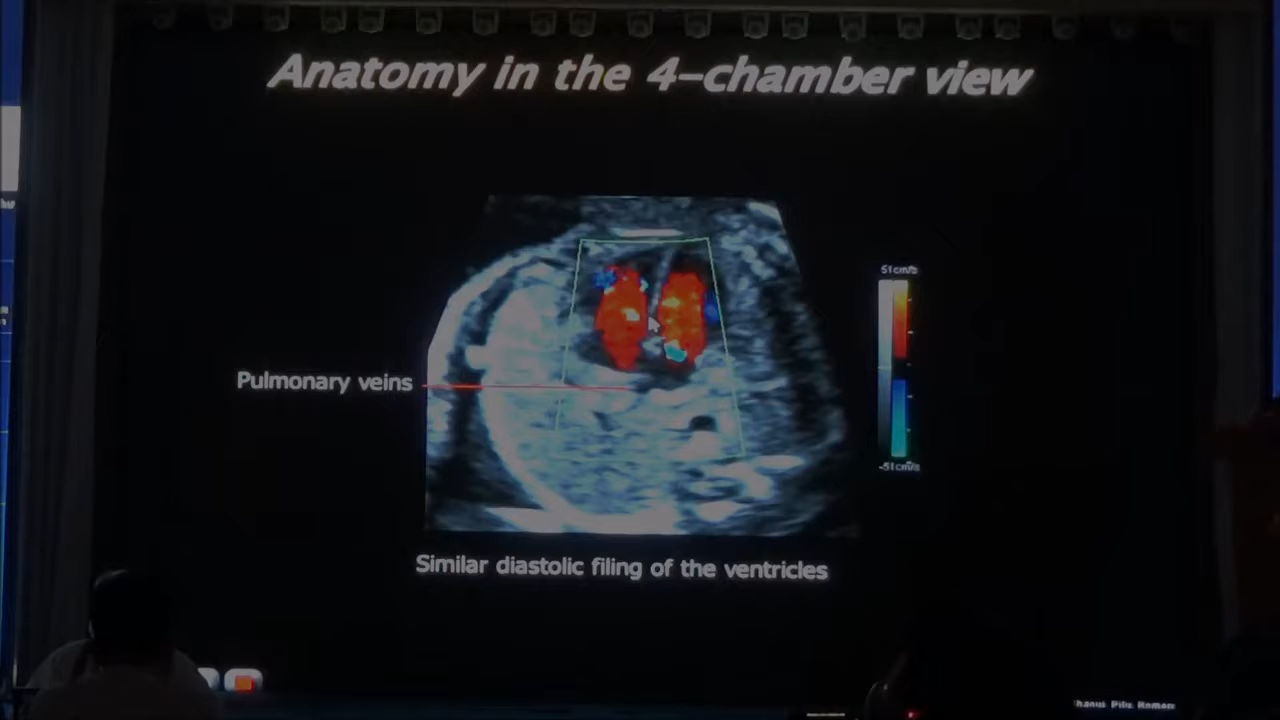 Anatomy in the 4-chamber view
51cm/s
Pulmonary veins
-51cm/s
Similar diastolic filing of the ventricles